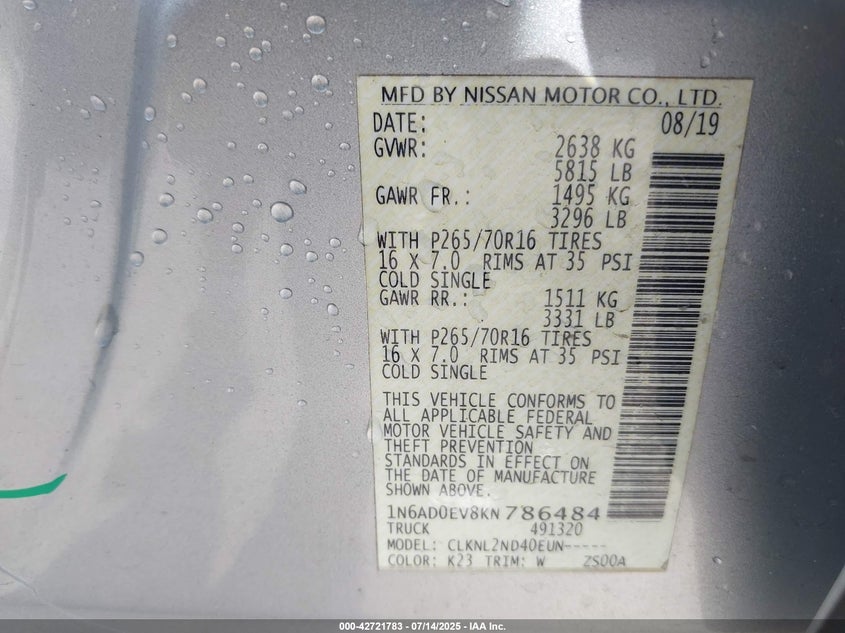 MFD BY NISSAN MOTOR CO., LTD.
DATE: 08/19
GVWR: 2638 KG
5815 LB
GAWR FR.: 1495 KG
3296 LB
WITH P265/70R16 TIRES
16 X 7.0 RIMS AT 35 PSI
COLD SINGLE
GAWR RR.: 1511 KG
3331 LB
WITH P265/70R16 TIRES
16 X 7.0 RIMS AT 35 PSI
COLD SINGLE
THIS VEHICLE CONFORMS TO
ALL APPLICABLE FEDERAL
MOTOR VEHICLE SAFETY AND
THEFT PREVENTION
STANDARDS IN EFFECT ON
THE DATE OF MANUFACTURE
SHOWN ABOVE.
1N6AD0EV8KN 786484
TRUCK 491320
MODEL: CLKNL2ND40EUN-----
COLOR: K23 TRIM: W ZS00A
000-42721783 - 07/14/2025 - IAA Inc.